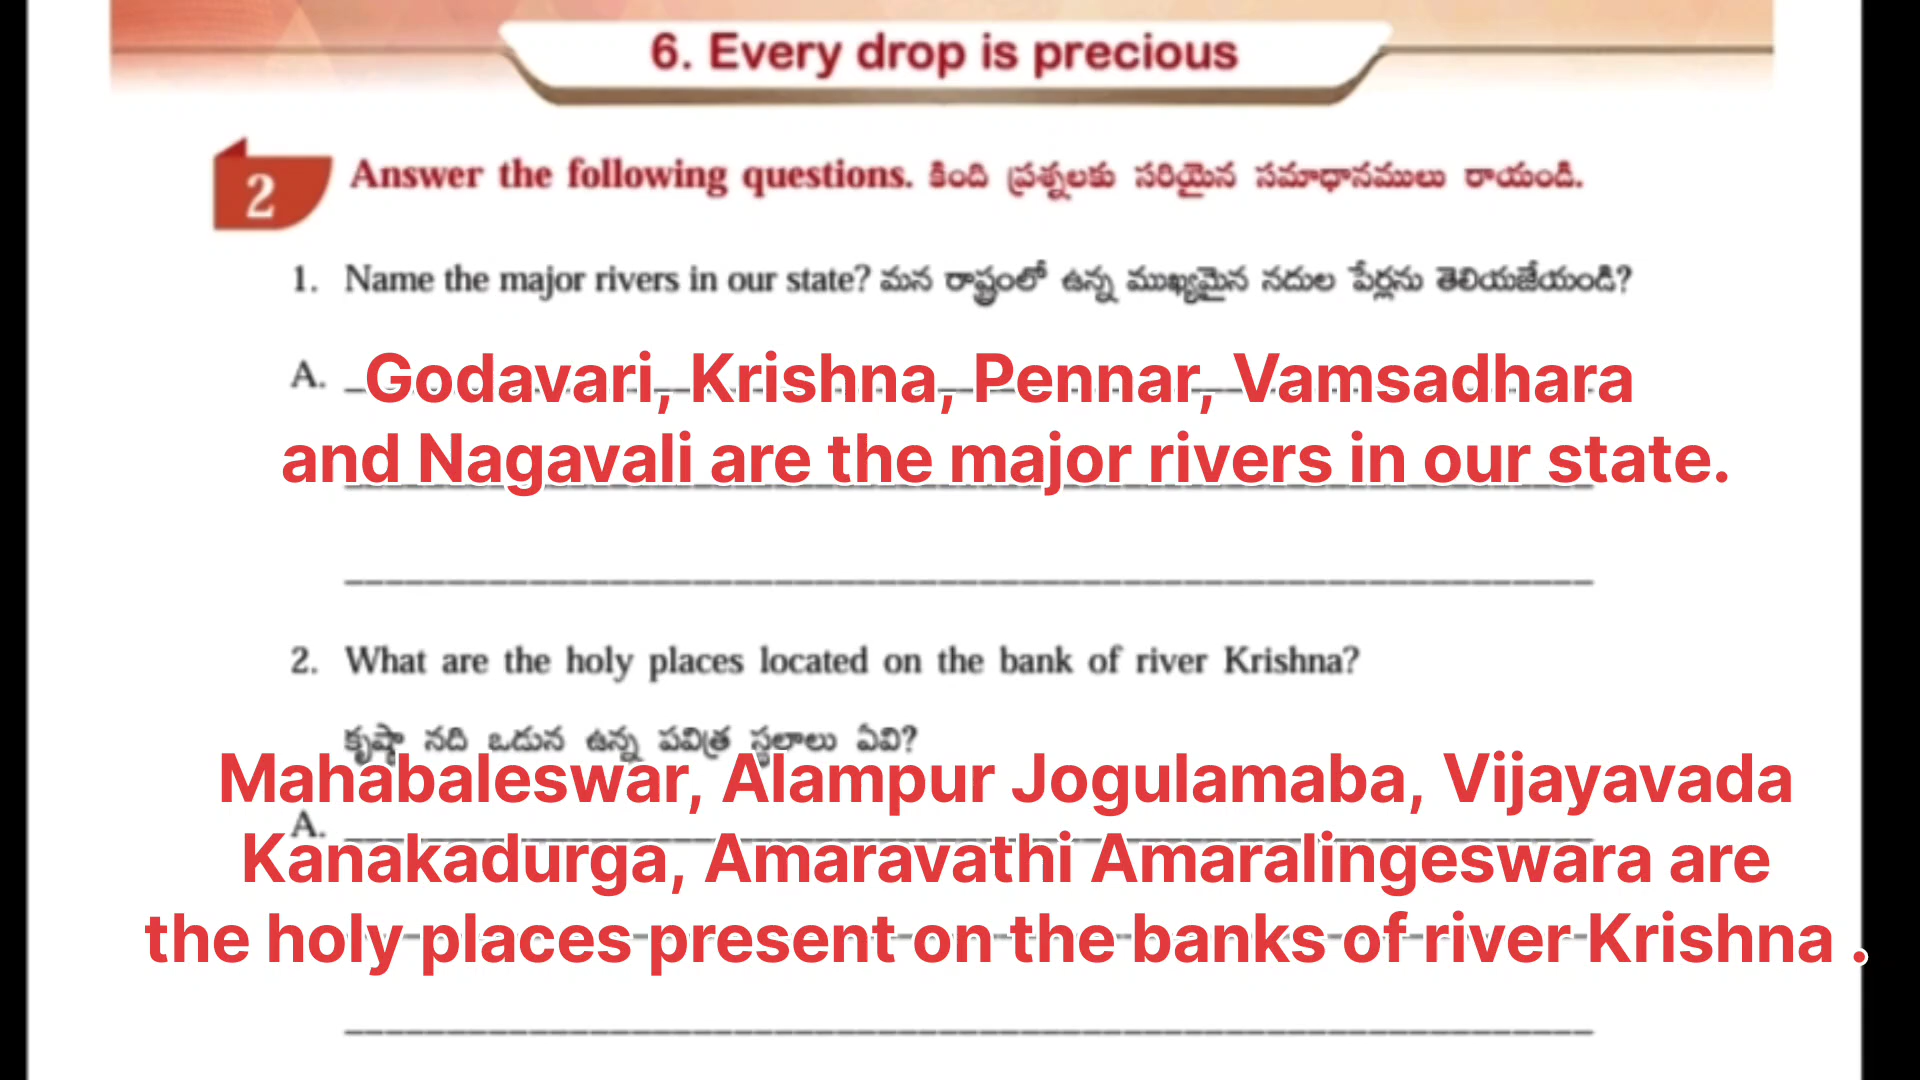 6. Every drop is precious
2 Answer the following questions. కింది ప్రశ్నలకు సరియైన సమాధానములు రాయండి.
1. Name the major rivers in our state? మన రాష్ట్రంలో ఉన్న ముఖ్యమైన నదుల పేర్లను తెలియజేయండి?
A. Godavari, Krishna, Pennar, Vamsadhara
and Nagavali are the major rivers in our state.
2. What are the holy places located on the bank of river Krishna?
కృష్ణా నది ఒడున ఉన్న పవిత్ర స్థలాలు ఏవి?
Mahabaleswar, Alampur Jogulamaba, Vijayavada
A.
Kanakadurga, Amaravathi Amaralingeswara are
the holy places present on the banks of river Krishna .